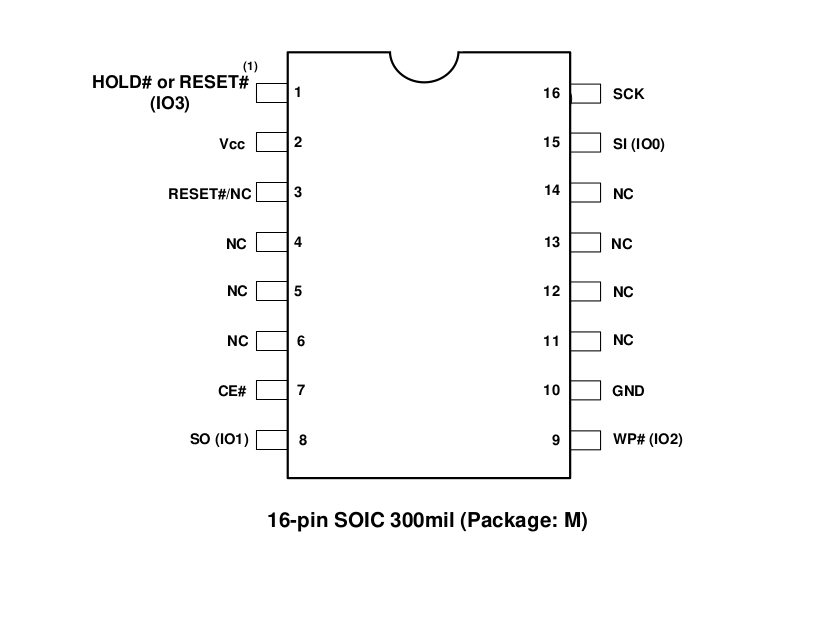 (1)
HOLD# or RESET#
(IO3)
1
16
SCK
Vcc
2
15
SI (IO0)
RESET#/NC
3
14
NC
NC
4
13
NC
NC
5
12
NC
NC
6
11
NC
CE#
7
10
GND
SO (IO1)
8
9
WP# (IO2)
16-pin SOIC 300mil (Package: M)